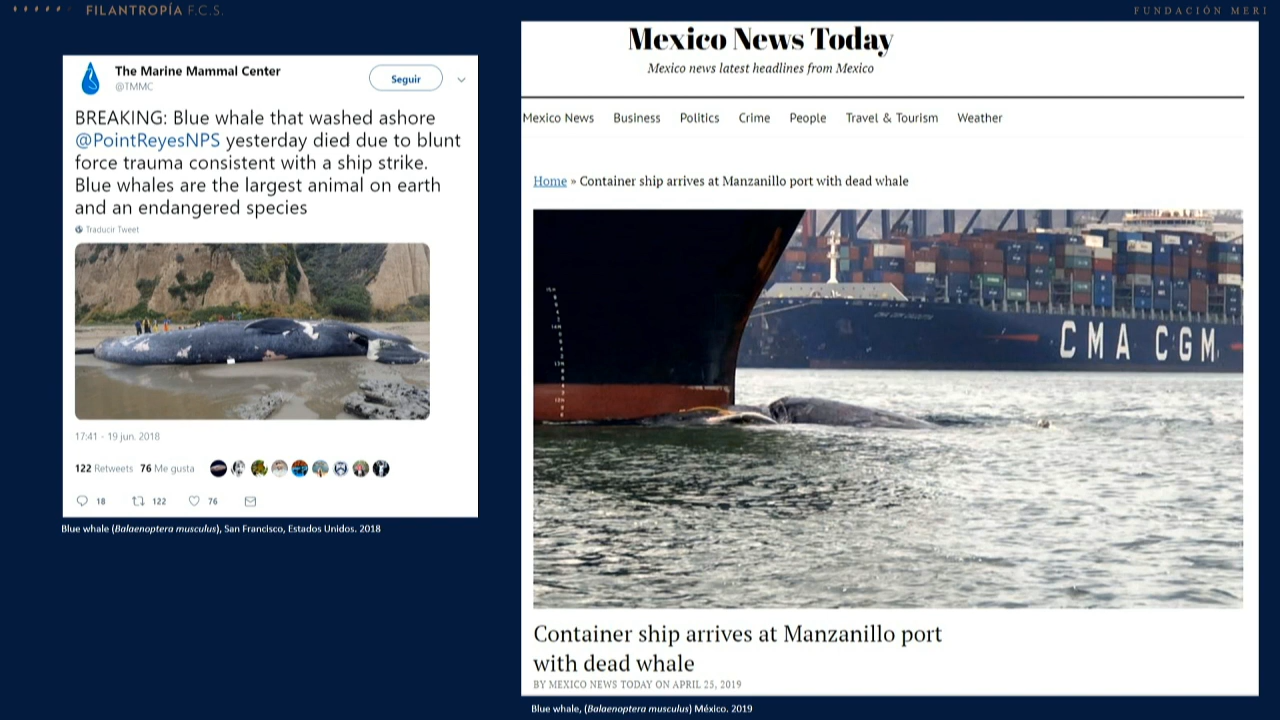 FILANTROPÍA F.C.S.
FUNDACIÓN MERI
The Marine Mammal Center
@TMMC
Seguir
BREAKING: Blue whale that washed ashore
@PointReyesNPS yesterday died due to blunt
force trauma consistent with a ship strike.
Blue whales are the largest animal on earth
and an endangered species
Traducir Tweet
17:41 - 19 jun. 2018
122 Retweets 76 Me gusta
18 122 76
Blue whale (Balaenoptera musculus), San Francisco, Estados Unidos. 2018
Mexico News Today
Mexico news latest headlines from Mexico
Mexico News Business Politics Crime People Travel & Tourism Weather
Home » Container ship arrives at Manzanillo port with dead whale
CMA CGM
Container ship arrives at Manzanillo port
with dead whale
BY MEXICO NEWS TODAY ON APRIL 25, 2019
Blue whale, (Balaenoptera musculus) México. 2019